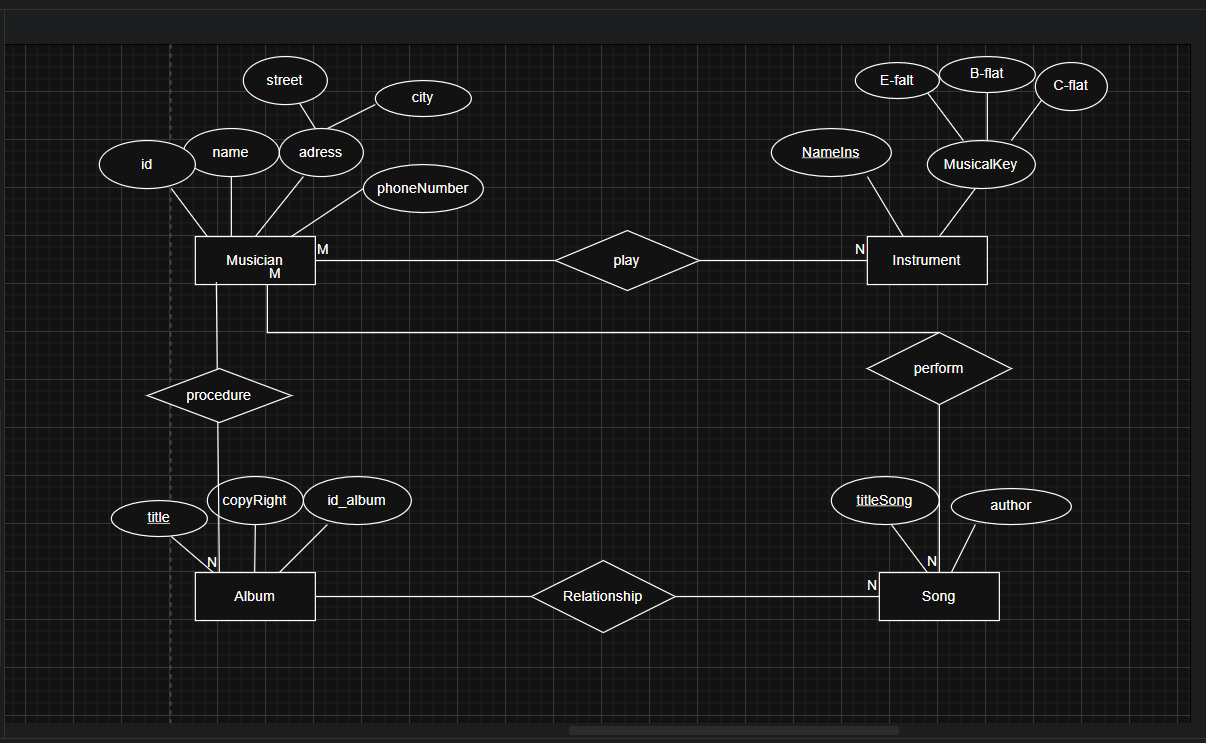 street
city
E-falt
B-flat
C-flat
id
name
adress
phoneNumber
NameIns
MusicalKey
M
N
Musician
M
play
Instrument
procedure
perform
title
copyRight
id_album
titleSong
author
N
N
Album
Relationship
N
Song